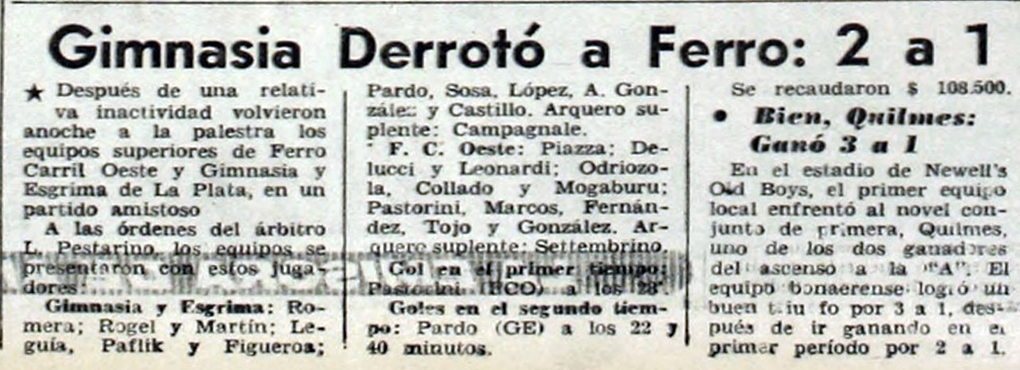 Gimnasia Derrotó a Ferro: 2 a 1
★ Después de una relati-
va inactividad volvieron
anoche a la palestra los
equipos superiores de Ferro
Carril Oeste y Gimnasia y
Esgrima de La Plata, en un
partido amistoso
A las órdenes del árbitro
L. Pestarino, los equipos se
presentaron con estos juga-
dores:
Gimnasia y Esgrima: Ro-
mera; Rogel y Martín; Le-
guía, Paflik y Figueroa;
Pardo, Sosa, López, A. Gon-
zález y Castillo. Arquero su-
plente: Campagnale.
F. C. Oeste: Piazza; De-
lucci y Leonardi; Odriozo-
la, Collado y Mogaburu;
Pastorini, Marcos, Fernán-
dez, Tojo y González. Ar-
quero suplente: Settembrino.
Gol en el primer tiempo:
Pastorini (FCO) a los 28'.
Goles en el segundo tiem-
po: Pardo (GE) a los 22 y
40 minutos.
Se recaudaron $ 108.500.
• Bien, Quilmes:
Ganó 3 a 1
En el estadio de Newell's
Old Boys, el primer equipo
local enfrentó al novel con-
junto de primera, Quilmes,
uno de los dos ganadores
del ascenso a la "A". El
equipo bonaerense logró un
buen triunfo por 3 a 1, des-
pués de ir ganando en el
primer período por 2 a 1.